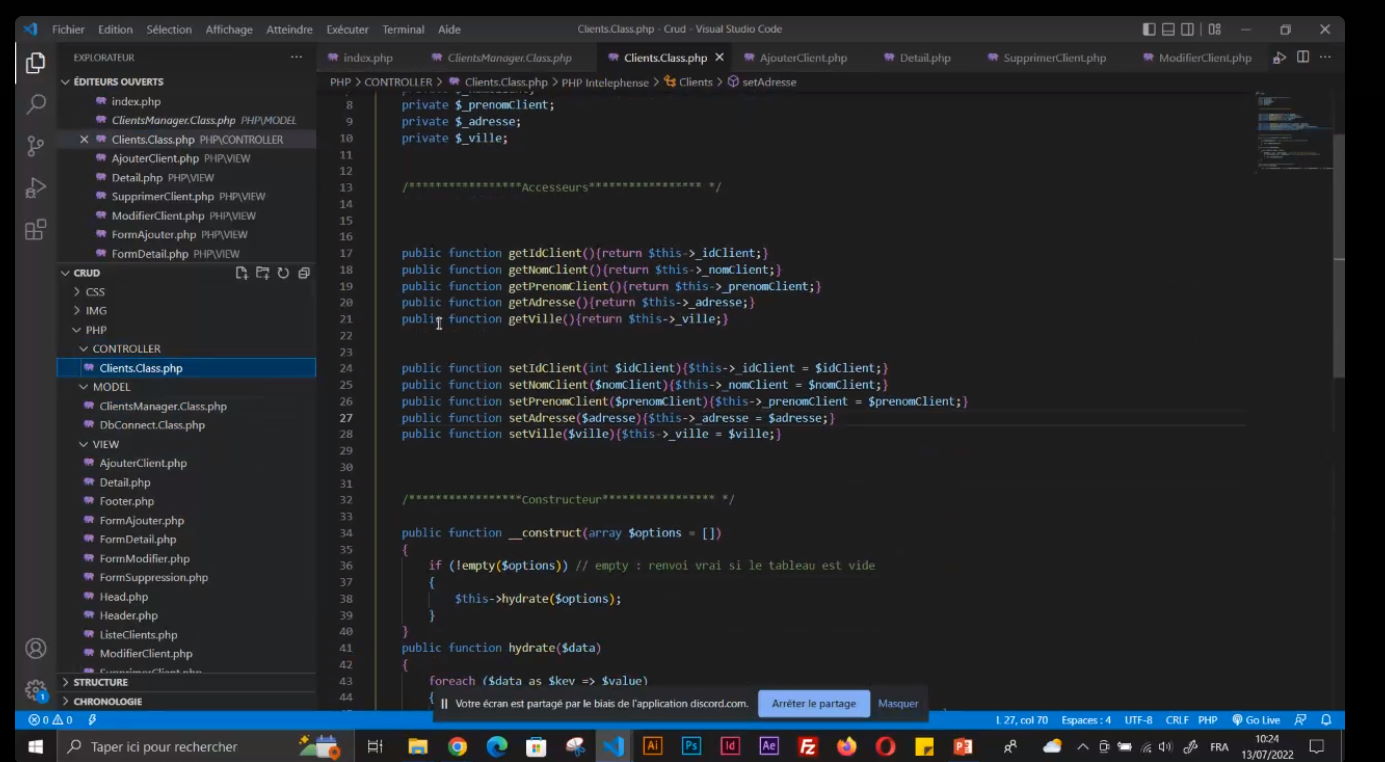 Fichier Edition Sélection Affichage Atteindre Exécuter Terminal Aide
Clients.Class.php - Crud - Visual Studio Code
EXPLORATEUR
ÉDITEURS OUVERTS
index.php
ClientsManager.Class.php PHP\MODEL
Clients.Class.php PHP\CONTROLLER
AjouterClient.php PHP\VIEW
Detail.php PHP\VIEW
SupprimerClient.php PHP\VIEW
ModifierClient.php PHP\VIEW
FormAjouter.php PHP\VIEW
FormDetail.php PHP\VIEW
CRUD
CSS
IMG
PHP
CONTROLLER
Clients.Class.php
MODEL
ClientsManager.Class.php
DbConnect.Class.php
VIEW
AjouterClient.php
Detail.php
Footer.php
FormAjouter.php
FormDetail.php
FormModifier.php
FormSuppression.php
Head.php
Header.php
ListeClients.php
ModifierClient.php
SupprimerClient.php
STRUCTURE
CHRONOLOGIE
index.php ClientsManager.Class.php Clients.Class.php AjouterClient.php Detail.php SupprimerClient.php ModifierClient.php
PHP > CONTROLLER > Clients.Class.php > PHP Intelephense > Clients > setAdresse
8 private $_prenomClient;
9 private $_adresse;
10 private $_ville;
11
12
13 /*****************Accesseurs***************** */
14
15
16
17 public function getIdClient(){return $this->_idClient;}
18 public function getNomClient(){return $this->_nomClient;}
19 public function getPrenomClient(){return $this->_prenomClient;}
20 public function getAdresse(){return $this->_adresse;}
21 public function getVille(){return $this->_ville;}
22
23
24 public function setIdClient(int $idClient){$this->_idClient = $idClient;}
25 public function setNomClient($nomClient){$this->_nomClient = $nomClient;}
26 public function setPrenomClient($prenomClient){$this->_prenomClient = $prenomClient;}
27 public function setAdresse($adresse){$this->_adresse = $adresse;}
28 public function setVille($ville){$this->_ville = $ville;}
29
30
31
32 /*****************Constructeur***************** */
33
34 public function __construct(array $options = [])
35 {
36 if (!empty($options)) // empty : renvoi vrai si le tableau est vide
37 {
38 $this->hydrate($options);
39 }
40 }
41 public function hydrate($data)
42 {
43 foreach ($data as $key => $value)
44 {
Votre écran est partagé par le biais de l'application discord.com. Arrêter le partage Masquer
0 0 L 27, col 70 Espaces : 4 UTF-8 CRLF PHP Go Live
Taper ici pour rechercher
Ai Ps Id Ae
FRA
10:24
13/07/2022